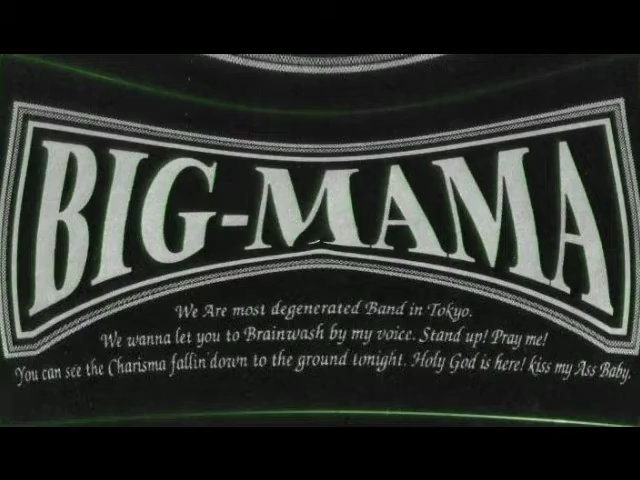 BIG-MAMA
We Are most degenerated Band in Tokyo.
We wanna let you to Brainwash by my voice. Stand up! Pray me!
You can see the Charisma fallin'down to the ground tonight. Holy God is here! kiss my Ass Baby.